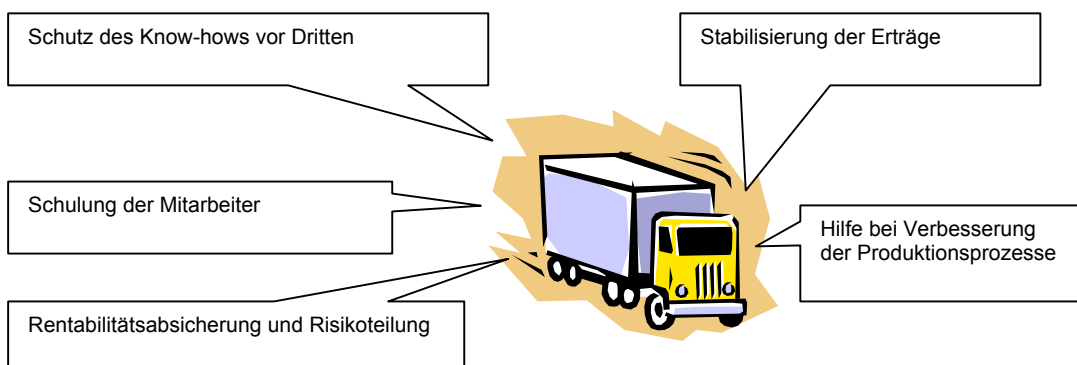 Schutz des Know-hows vor Dritten
Stabilisierung der Erträge
Schulung der Mitarbeiter
Hilfe bei Verbesserung
der Produktionsprozesse
Rentabilitätsabsicherung und Risikoteilung